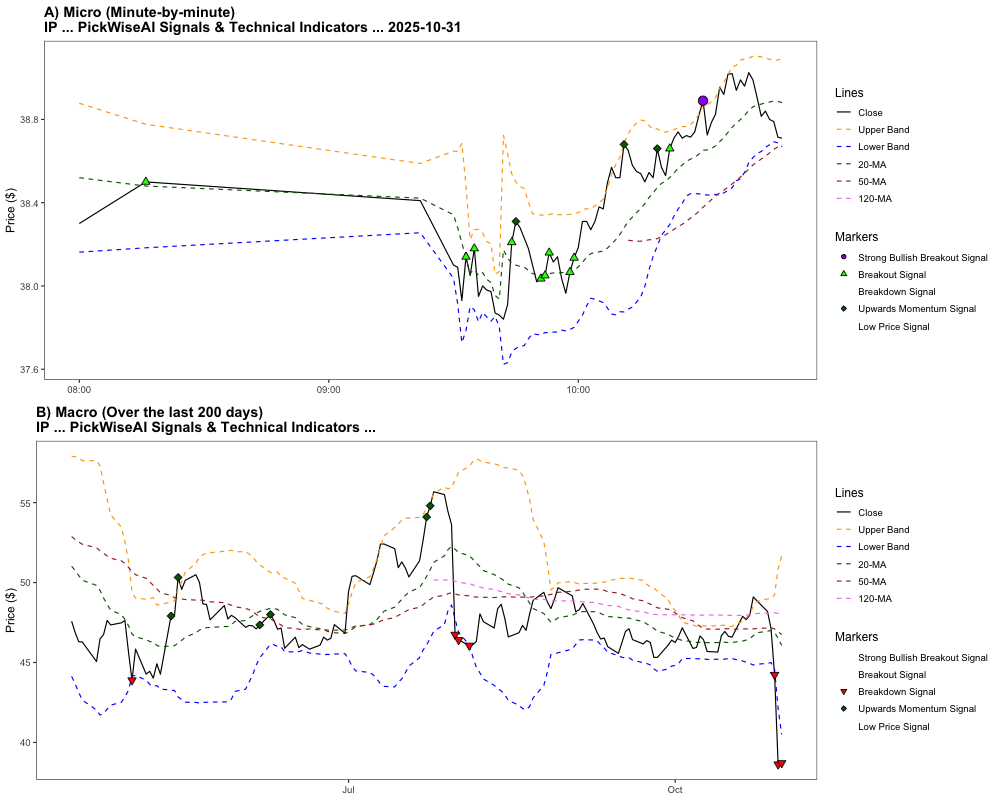 A) Micro (Minute-by-minute)
IP ... PickWiseAI Signals & Technical Indicators ... 2025-10-31
Price ($)
38.8
38.4
38.0
37.6
08:00
09:00
10:00
Lines
Close
Upper Band
Lower Band
20-MA
50-MA
120-MA
Markers
Strong Bullish Breakout Signal
Breakout Signal
Breakdown Signal
Upwards Momentum Signal
Low Price Signal
B) Macro (Over the last 200 days)
IP ... PickWiseAI Signals & Technical Indicators ...
Price ($)
55
50
45
40
Jul
Oct
Lines
Close
Upper Band
Lower Band
20-MA
50-MA
120-MA
Markers
Strong Bullish Breakout Signal
Breakout Signal
Breakdown Signal
Upwards Momentum Signal
Low Price Signal